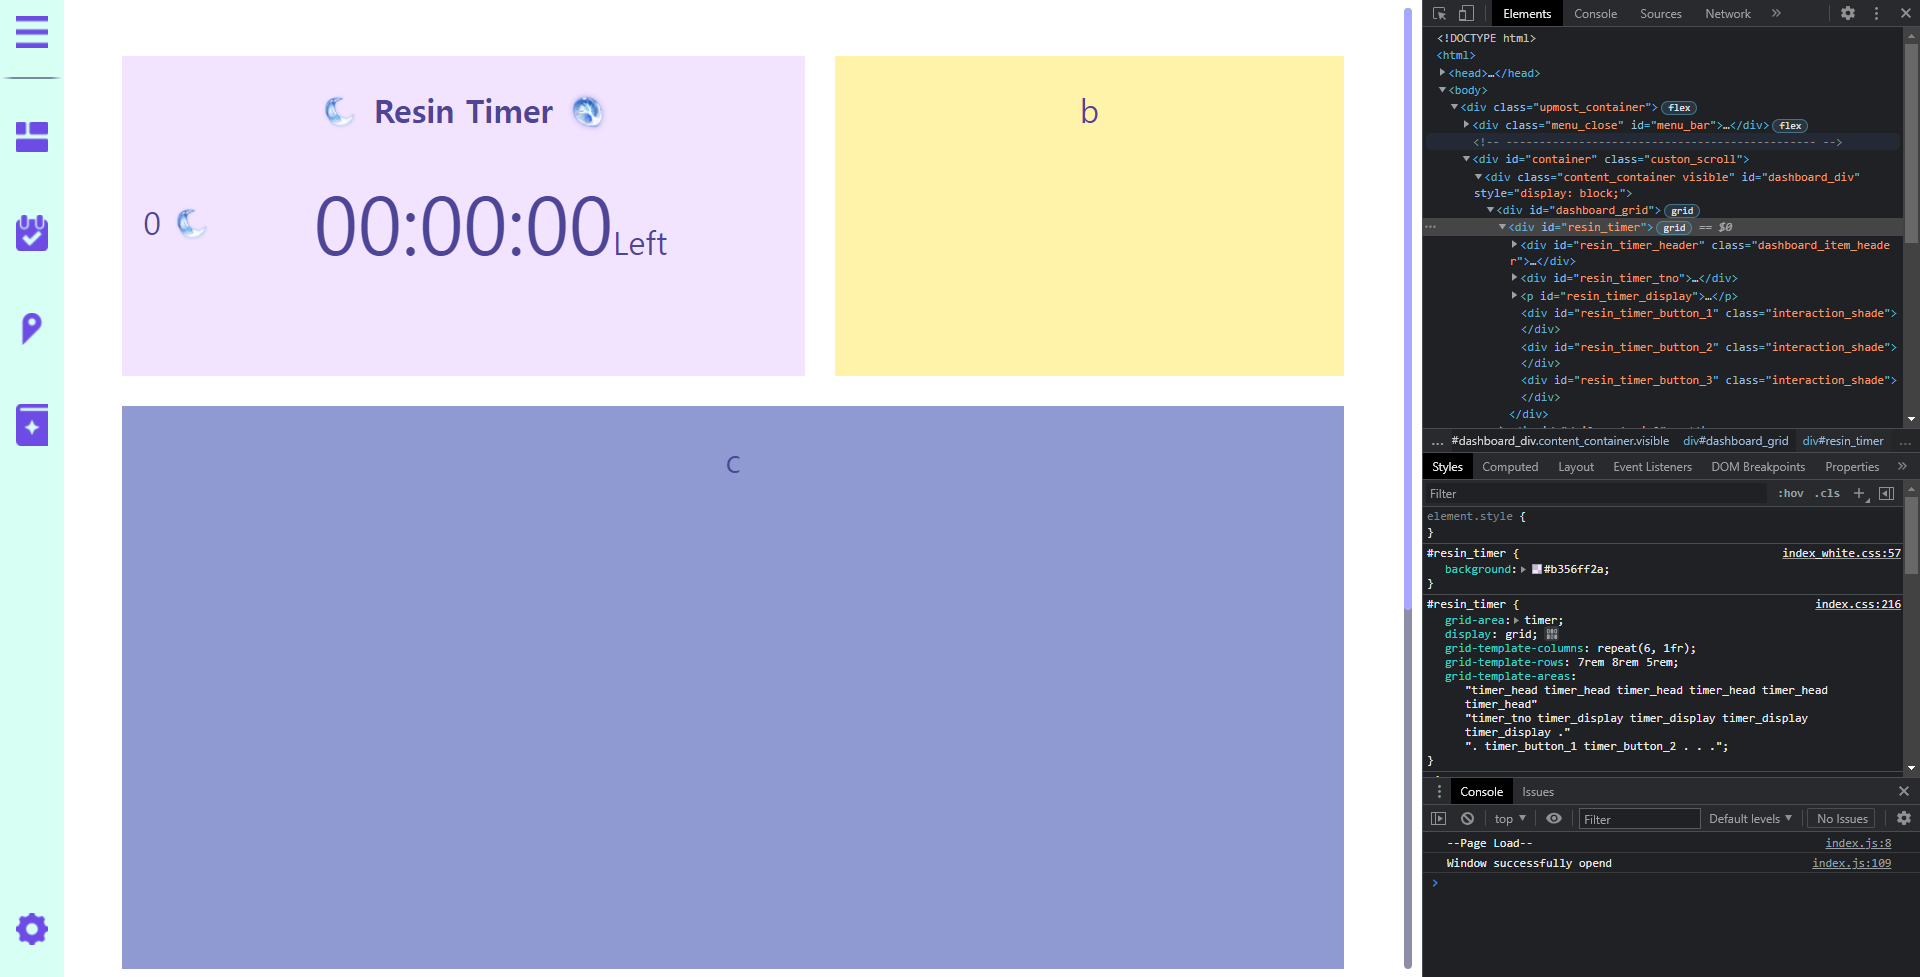 Resin Timer
0
00:00:00Left
b
c
Elements Console Sources Network »
<!DOCTYPE html>
<html>
<head>…</head>
<body>
<div class="upmost_container"> flex
<div class="menu_close" id="menu_bar">…</div> flex
<!-- ----------------------------------------------- -->
<div id="container" class="custon_scroll">
<div class="content_container visible" id="dashboard_div"
style="display: block;">
<div id="dashboard_grid"> grid
… <div id="resin_timer"> grid == $0
<div id="resin_timer_header" class="dashboard_item_heade
r">…</div>
<div id="resin_timer_tno">…</div>
<p id="resin_timer_display">…</p>
<div id="resin_timer_button_1" class="interaction_shade">
</div>
<div id="resin_timer_button_2" class="interaction_shade">
</div>
<div id="resin_timer_button_3" class="interaction_shade">
</div>
</div>
… #dashboard_div.content_container.visible div#dashboard_grid div#resin_timer …
Styles Computed Layout Event Listeners DOM Breakpoints Properties »
Filter :hov .cls +
element.style {
}
#resin_timer { index_white.css:57
background: #b356ff2a;
}
#resin_timer { index.css:216
grid-area: timer;
display: grid;
grid-template-columns: repeat(6, 1fr);
grid-template-rows: 7rem 8rem 5rem;
grid-template-areas:
"timer_head timer_head timer_head timer_head timer_head
timer_head"
"timer_tno timer_display timer_display timer_display
timer_display ."
". timer_button_1 timer_button_2 . . .";
}
Console Issues
top Filter Default levels No Issues
--Page Load-- index.js:8
Window successfully opend index.js:109